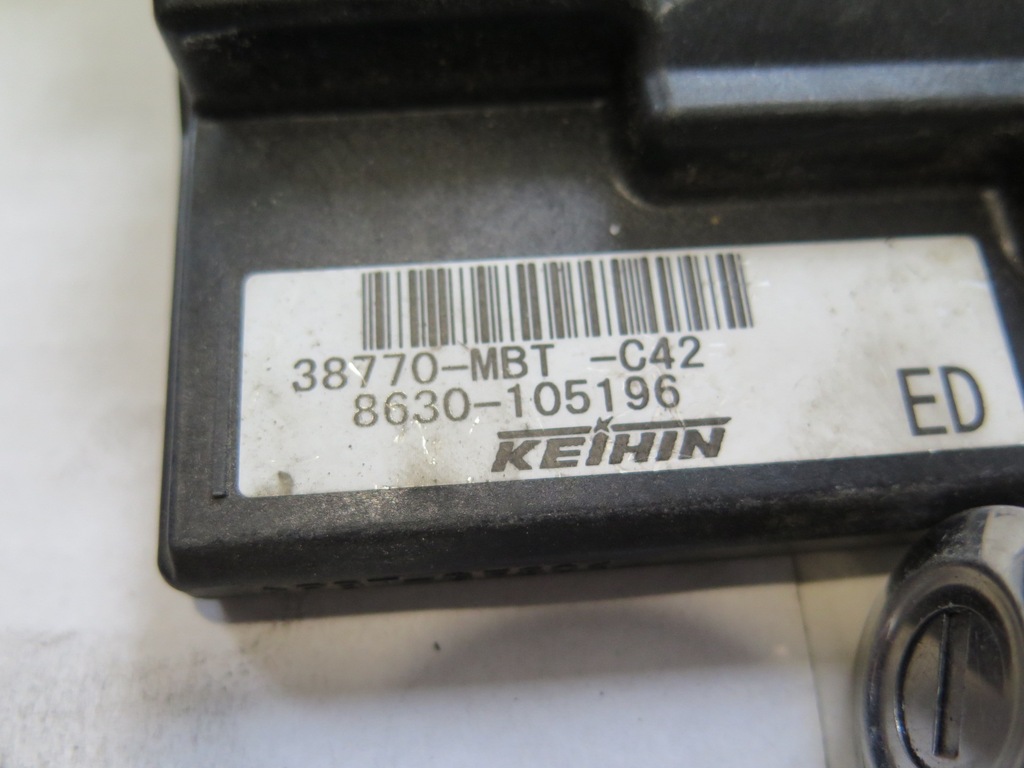 38770-MBT -C42
8630-105196
KEIHIN
ED